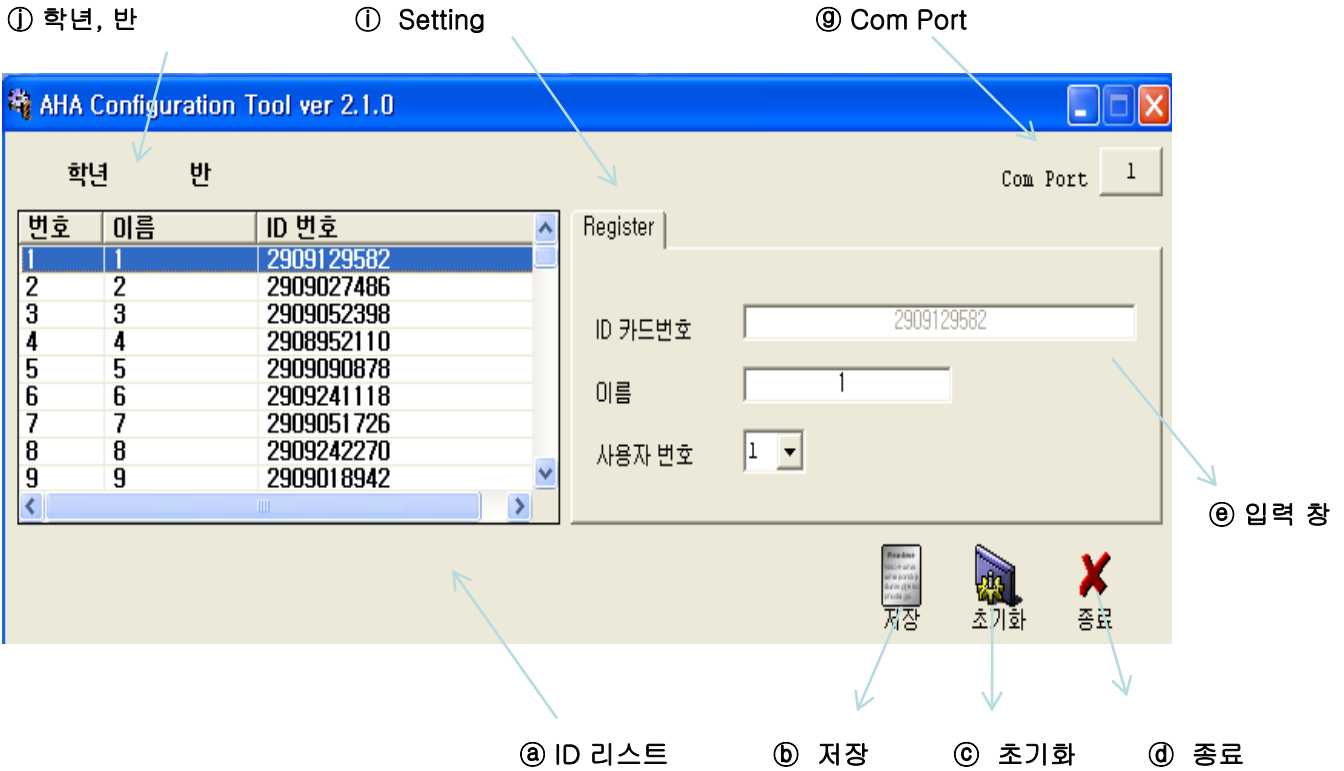 ⓙ 학년, 반
ⓘ Setting
ⓖ Com Port
AHA Configuration Tool ver 2.1.0
학년 반
Com Port 1
번호 이름 ID 번호
1 1 2909129582
2 2 2909027486
3 3 2909052398
4 4 2908952110
5 5 2909090878
6 6 2909241118
7 7 2909051726
8 8 2909242270
9 9 2909018942
Register
ID 카드번호 2909129582
이름 1
사용자 번호 1
ⓔ 입력 창
Readme
저장 초기화 종료
ⓐ ID 리스트 ⓑ 저장 ⓒ 초기화 ⓓ 종료